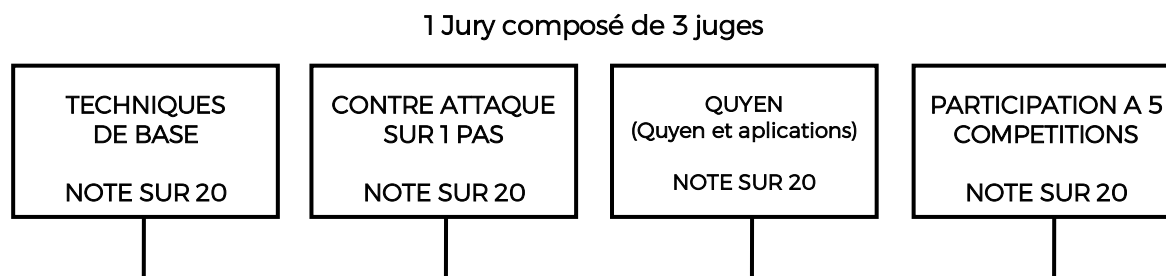 1 Jury composé de 3 juges
TECHNIQUES
DE BASE
NOTE SUR 20
CONTRE ATTAQUE
SUR 1 PAS
NOTE SUR 20
QUYEN
(Quyen et aplications)
NOTE SUR 20
PARTICIPATION A 5
COMPETITIONS
NOTE SUR 20